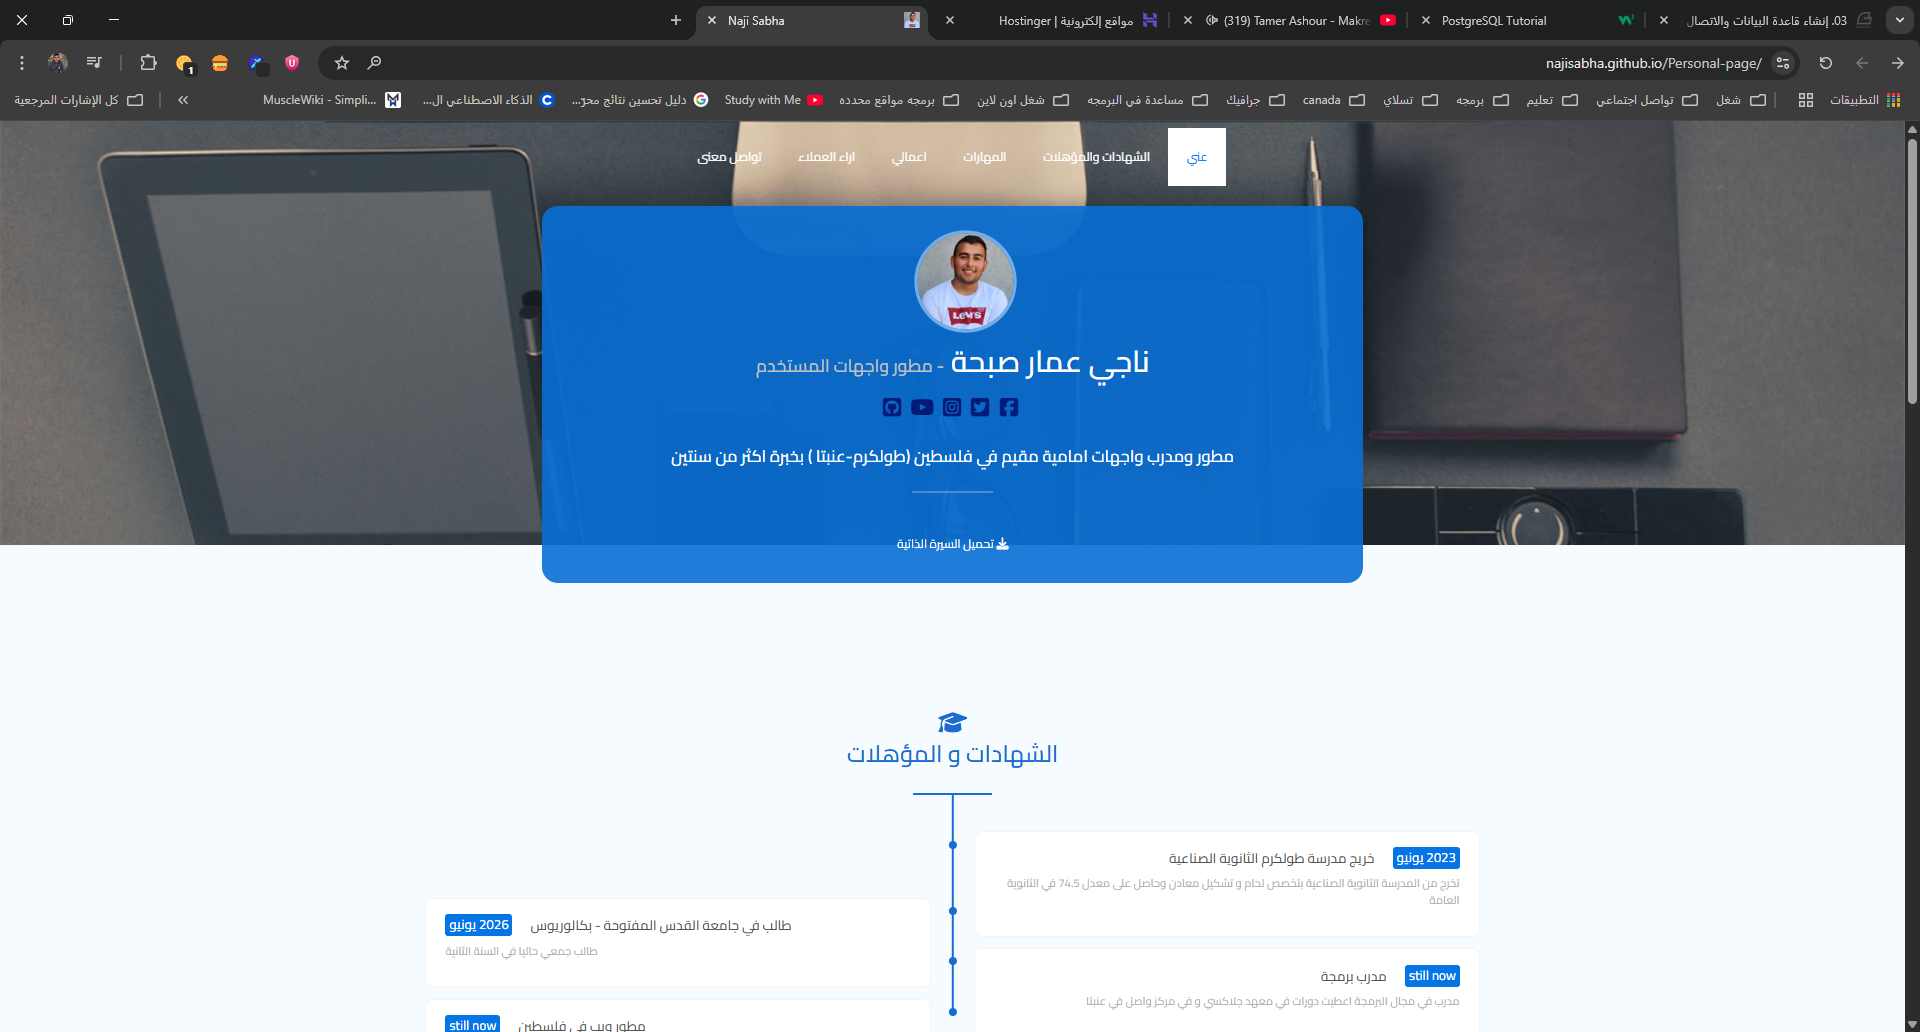 Naji Sabha
مواقع إلكترونية | Hostinger
(319) Tamer Ashour - Makre
PostgreSQL Tutorial
03. إنشاء قاعدة البيانات والاتصال
najisabha.github.io/Personal-page/
1
التطبيقات
شغل
تواصل اجتماعي
تعليم
برمجه
تسلاي
canada
جرافيك
مساعدة في البرمجه
شغل اون لاين
برمجه مواقع محدده
Study with Me
دليل تحسين نتائج محرّ...
الذكاء الاصطناعي ال...
MuscleWiki - Simpli...
كل الإشارات المرجعية
عني
الشهادات والمؤهلات
المهارات
اعمالي
اراء العملاء
تواصل معنى
LEVI'S
ناجي عمار صبحة - مطور واجهات المستخدم
مطور ومدرب واجهات امامية مقيم في فلسطين (طولكرم-عنبتا ) بخبرة اكثر من سنتين
تحميل السيرة الذاتية
الشهادات و المؤهلات
2023 يونيو
خريج مدرسة طولكرم الثانوية الصناعية
تخرج من المدرسة الثانوية الصناعية بتخصص لحام و تشكيل معادن وحاصل على معدل 74.5 في الثانوية
العامة
2026 يونيو
طالب في جامعة القدس المفتوحة - بكالوريوس
طالب جمعي حاليا في السنة الثانية
still now
مدرب برمجة
مدرب في مجال البرمجة اعطيت دورات في معهد جلاكسي و في مركز واصل في عنبتا
still now
مطور ويب في فلسطين